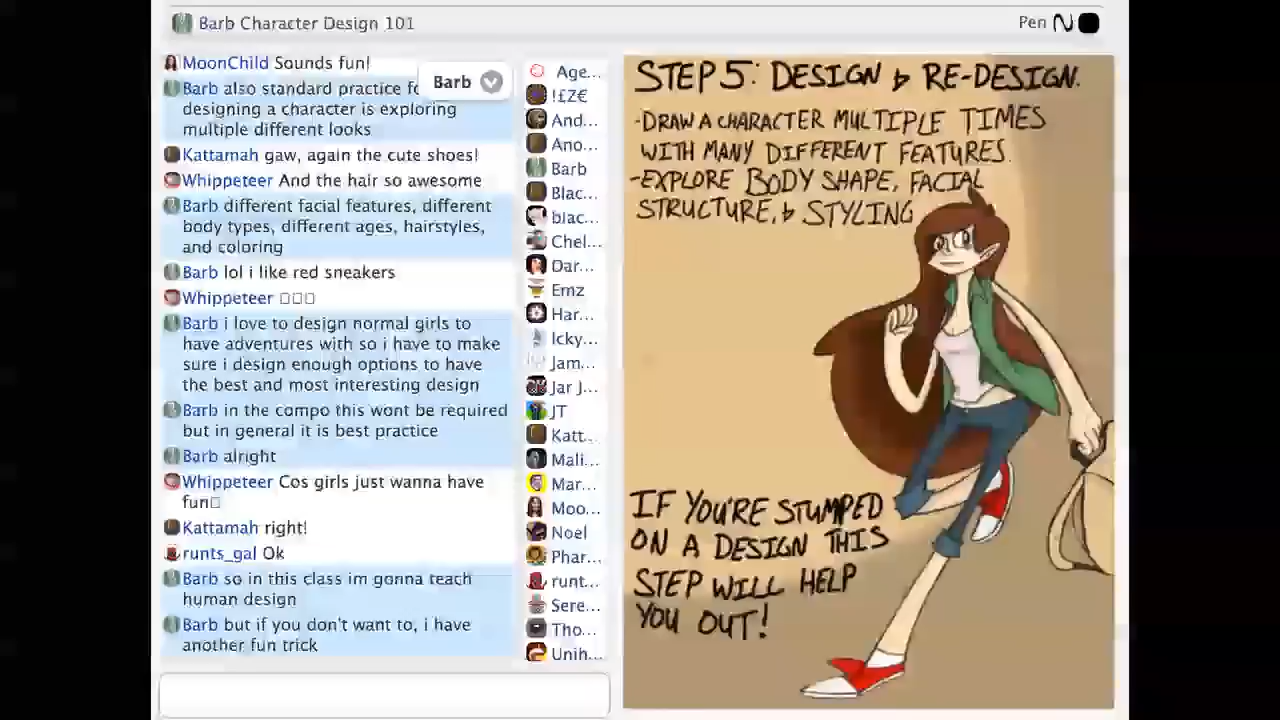 Barb Character Design 101
Pen
MoonChild Sounds fun!
Barb also standard practice
designing a character is exploring
multiple different looks
Barb
Kattamah gaw, again the cute shoes!
Whippeteer And the hair so awesome
Barb different facial features, different
body types, different ages, hairstyles,
and coloring
Barb lol i like red sneakers
Whippeteer
Barb i love to design normal girls to
have adventures with so i have to make
sure i design enough options to have
the best and most interesting design
Barb in the compo this wont be required
but in general it is best practice
Barb alright
Whippeteer Cos girls just wanna have
fun
Kattamah right!
runts_gal Ok
Barb so in this class im gonna teach
human design
Barb but if you don't want to, i have
another fun trick
Age...
!£Z€
And...
Ano...
Barb
Blac...
blac...
Chel...
Dar...
Emz
Har...
Icky...
Jam...
Jar J...
JT
Katt...
Mali...
Mar...
Moo...
Noel
Phar...
runt...
Sere...
Tho...
Unih...
STEP 5: DESIGN & RE-DESIGN.
-DRAW A CHARACTER MULTIPLE TIMES
WITH MANY DIFFERENT FEATURES.
-EXPLORE BODY SHAPE, FACIAL
STRUCTURE, & STYLING
IF YOU'RE STUMPED
ON A DESIGN THIS
STEP WILL HELP
YOU OUT!